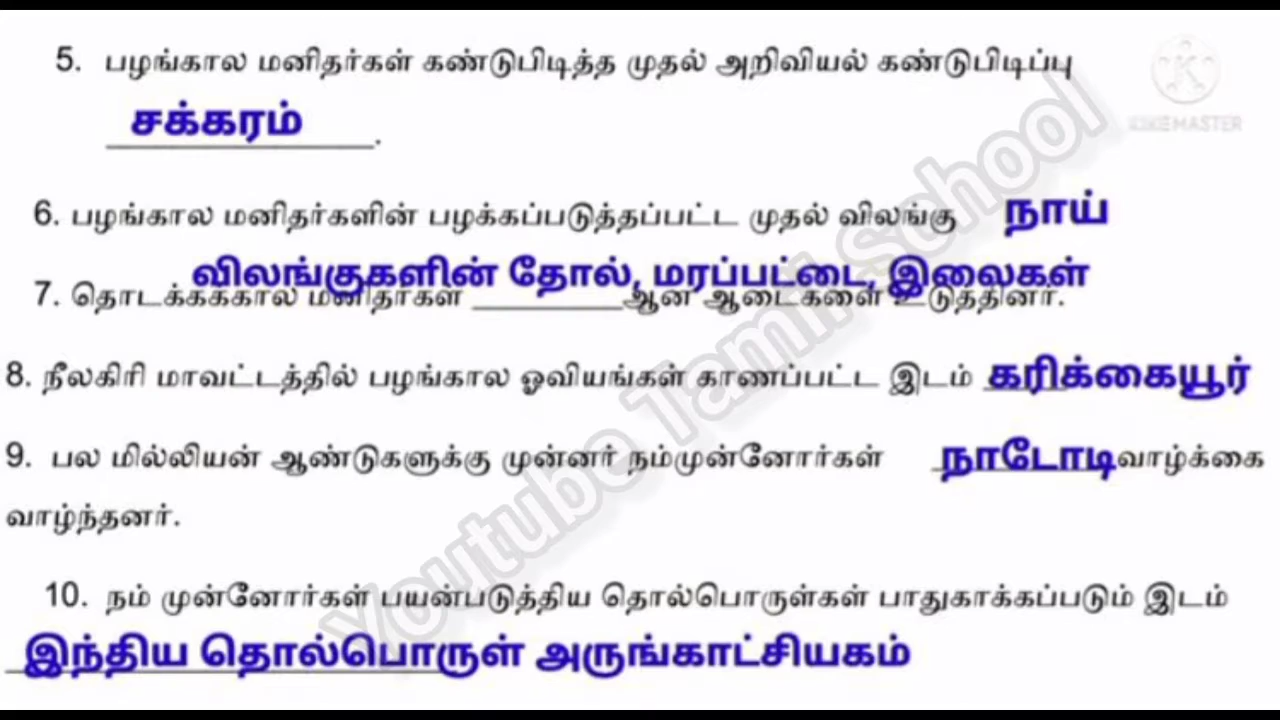 5. பழங்கால மனிதர்கள் கண்டுபிடித்த முதல் அறிவியல் கண்டுபிடிப்பு
சக்கரம்.
6. பழங்கால மனிதர்களின் பழக்கப்படுத்தப்பட்ட முதல் விலங்கு நாய்
விலங்குகளின் தோல், மரப்பட்டை, இலைகள்
7. தொடக்கக்கால மனிதர்கள் ________ஆன ஆடைகளை உடுத்தினர்.
8. நீலகிரி மாவட்டத்தில் பழங்கால ஓவியங்கள் காணப்பட்ட இடம் கரிக்கையூர்
9. பல மில்லியன் ஆண்டுகளுக்கு முன்னர் நம்முன்னோர்கள் நாடோடி வாழ்க்கை
வாழ்ந்தனர்.
10. நம் முன்னோர்கள் பயன்படுத்திய தொல்பொருள்கள் பாதுகாக்கப்படும் இடம்
இந்திய தொல்பொருள் அருங்காட்சியகம்
Youtube Tamil school
KINEMASTER